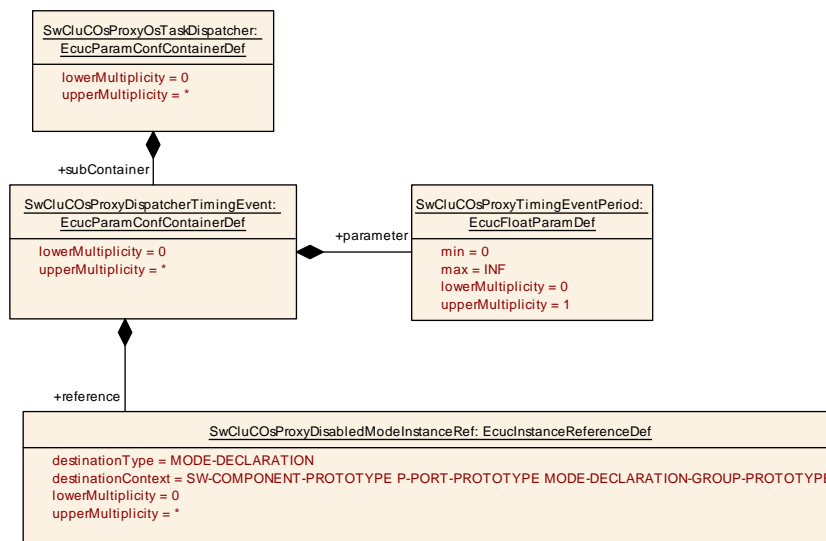 SwCluCOsProxyOsTaskDispatcher:
EcucParamConfContainerDef
lowerMultiplicity = 0
upperMultiplicity = *
+subContainer
SwCluCOsProxyDispatcherTimingEvent:
EcucParamConfContainerDef
lowerMultiplicity = 0
upperMultiplicity = *
+parameter
SwCluCOsProxyTimingEventPeriod:
EcucFloatParamDef
min = 0
max = INF
lowerMultiplicity = 0
upperMultiplicity = 1
+reference
SwCluCOsProxyDisabledModeInstanceRef: EcucInstanceReferenceDef
destinationType = MODE-DECLARATION
destinationContext = SW-COMPONENT-PROTOTYPE P-PORT-PROTOTYPE MODE-DECLARATION-GROUP-PROTOTYPE
lowerMultiplicity = 0
upperMultiplicity = *